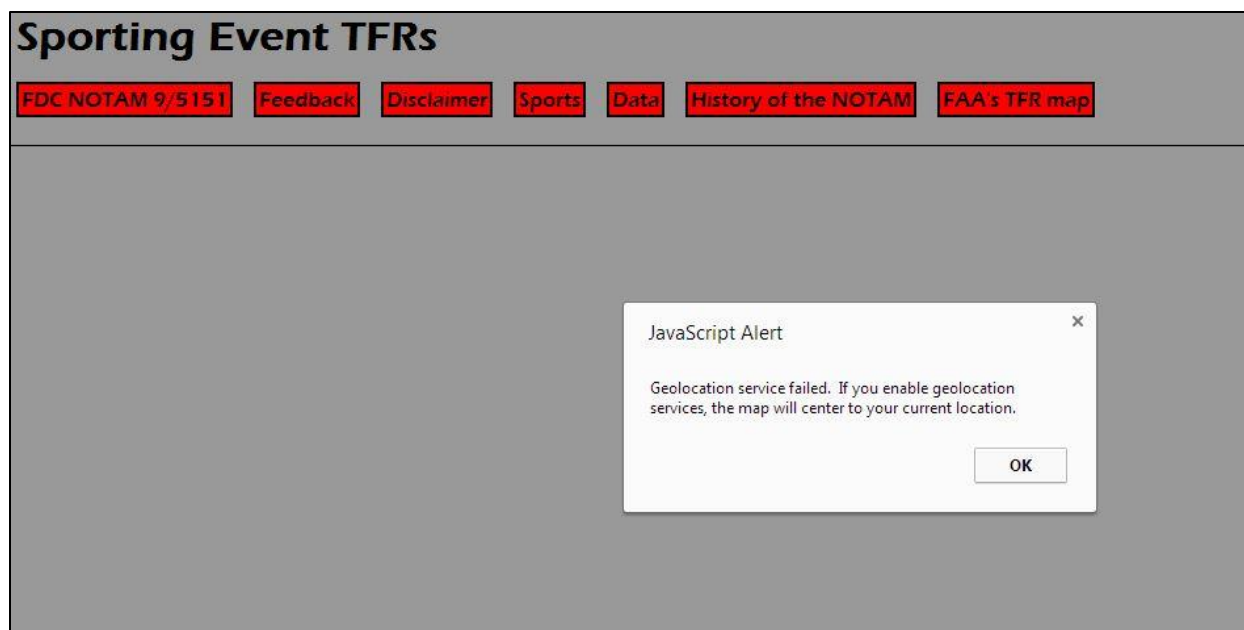 Sporting Event TFRs
FDC NOTAM 9/5151 Feedback Disclaimer Sports Data History of the NOTAM FAA's TFR map
JavaScript Alert
Geolocation service failed. If you enable geolocation
services, the map will center to your current location.
OK